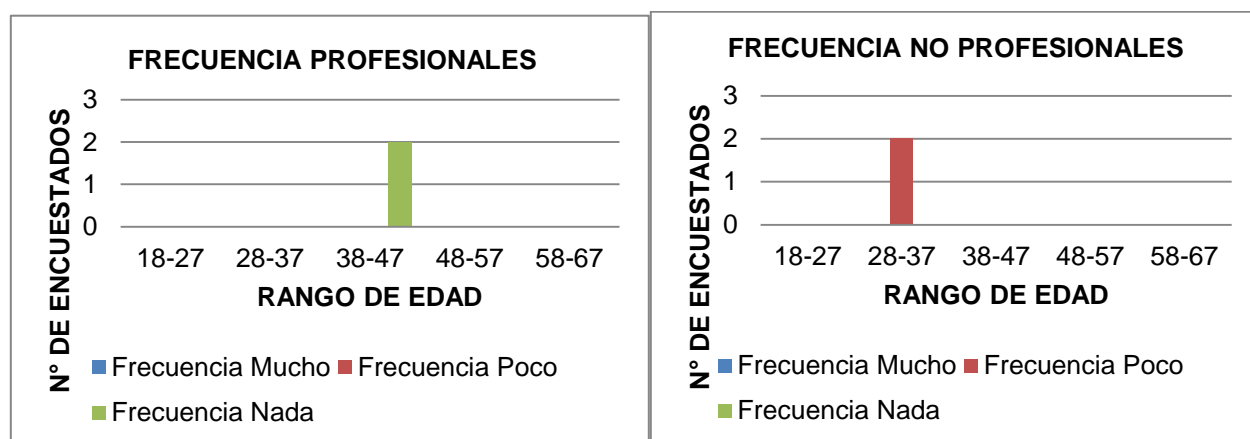 FRECUENCIA PROFESIONALES
N° DE ENCUESTADOS
3
2
1
0
18-27 28-37 38-47 48-57 58-67
RANGO DE EDAD
Frecuencia Mucho Frecuencia Poco
Frecuencia Nada
FRECUENCIA NO PROFESIONALES
N° DE ENCUESTADOS
3
2
1
0
18-27 28-37 38-47 48-57 58-67
RANGO DE EDAD
Frecuencia Mucho Frecuencia Poco
Frecuencia Nada